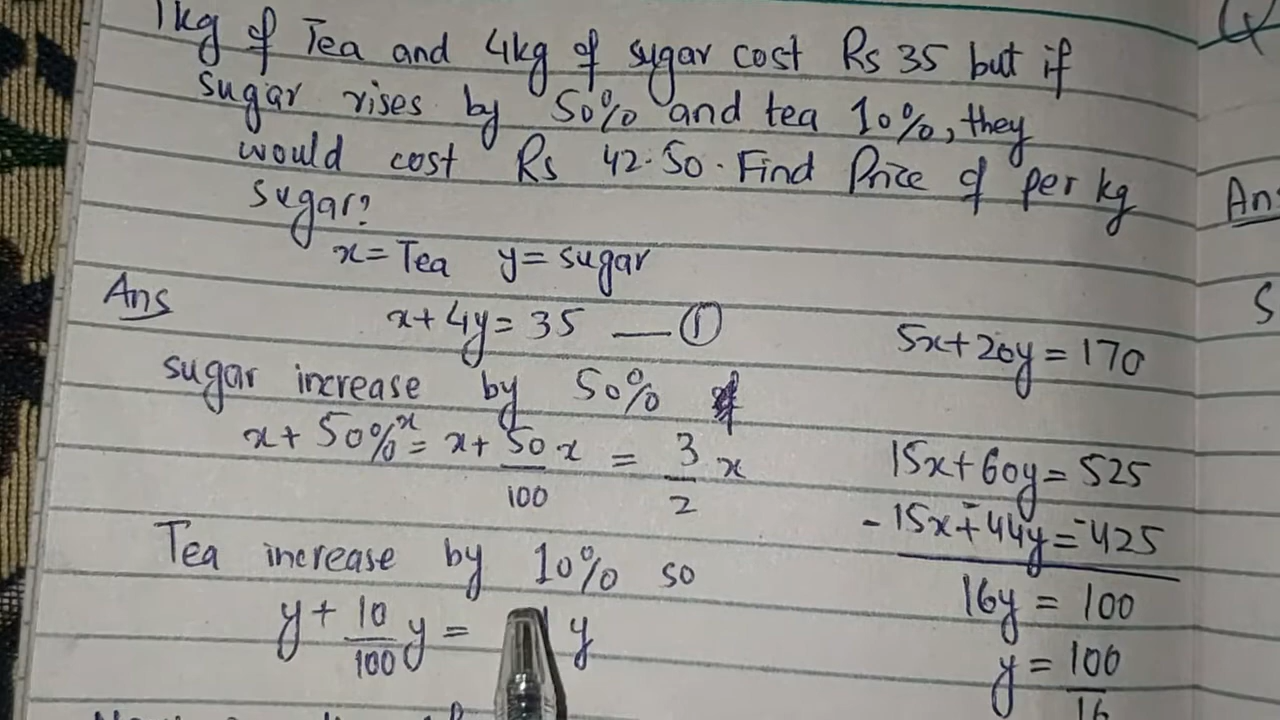 1kg of Tea and 4kg of sugar cost Rs 35 but if
sugar rises by 50% and tea 10%, they
would cost Rs 42.50. Find Price of per kg
sugar?
x = Tea y = sugar
Ans
x + 4y = 35 — ①
sugar increase by 50%
x + 50%x = x + 50/100 x = 3/2 x
Tea increase by 10% so
y + 10/100 y = y
5x + 20y = 170
15x + 60y = 525
- 15x + 44y = 425
16y = 100
y = 100/16
Ans
S